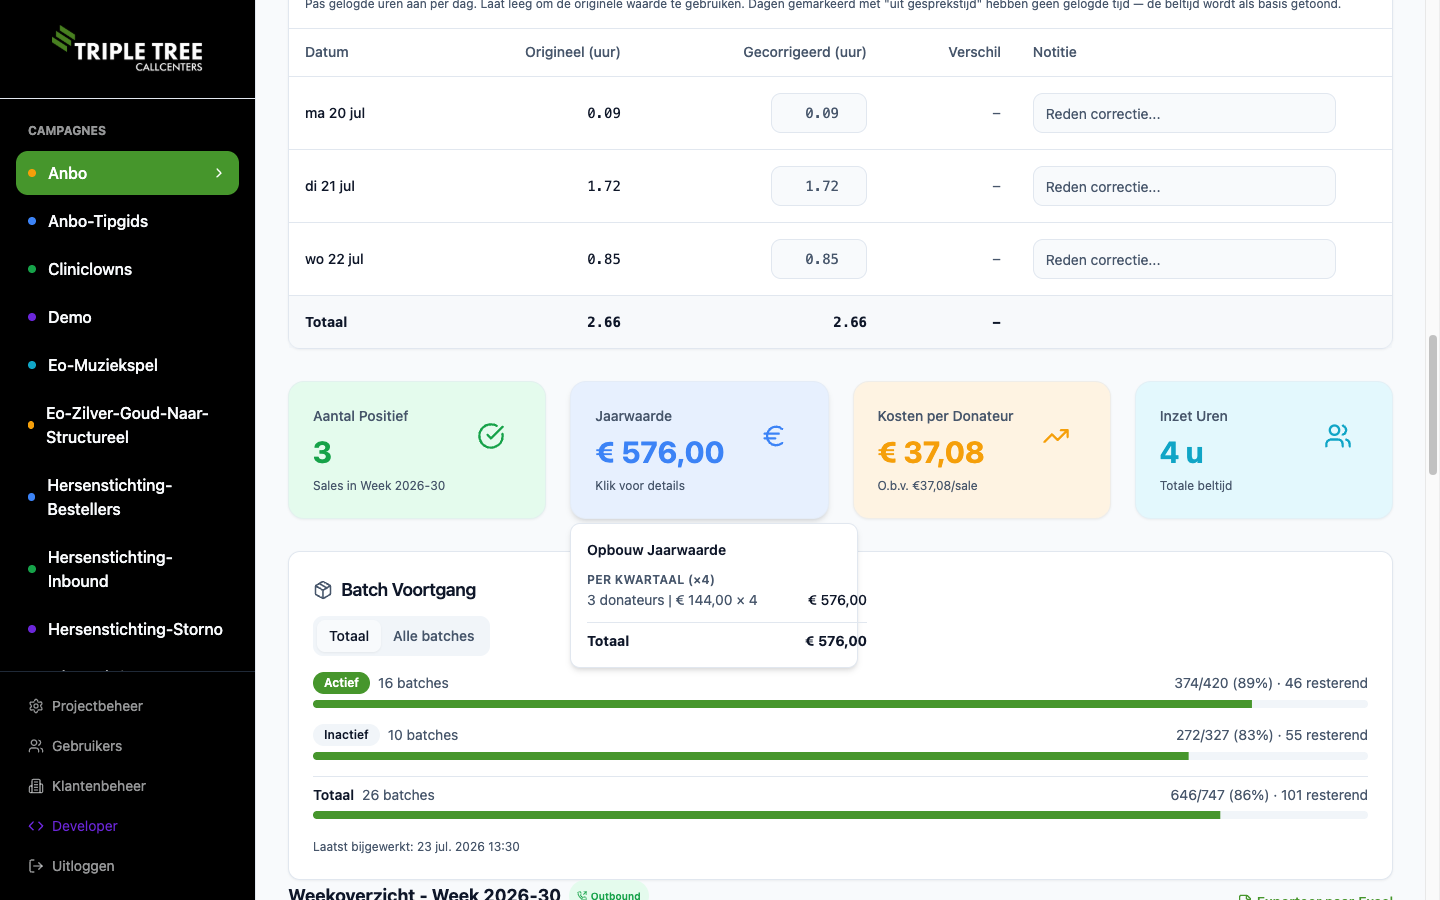 TRIPLE TREE
CALLCENTERS
CAMPAGNES
Anbo
Anbo-Tipgids
Cliniclowns
Demo
Eo-Muziekspel
Eo-Zilver-Goud-Naar-
Structureel
Hersenstichting-
Bestellers
Hersenstichting-
Inbound
Hersenstichting-Storno
Projectbeheer
Gebruikers
Klantenbeheer
Developer
Uitloggen
Pas gelogde uren aan per dag. Laat leeg om de originele waarde te gebruiken. Dagen gemarkeerd met "uit gesprekstijd" hebben geen gelogde tijd — de beltijd wordt als basis getoond.
Datum Origineel (uur) Gecorrigeerd (uur) Verschil Notitie
ma 20 jul 0.09 0.09 – Reden correctie...
di 21 jul 1.72 1.72 – Reden correctie...
wo 22 jul 0.85 0.85 – Reden correctie...
Totaal 2.66 2.66 –
Aantal Positief
3
Sales in Week 2026-30
Jaarwaarde
€ 576,00
Klik voor details
Kosten per Donateur
€ 37,08
O.b.v. €37,08/sale
Inzet Uren
4 u
Totale beltijd
Opbouw Jaarwaarde
PER KWARTAAL (×4)
3 donateurs | € 144,00 × 4 € 576,00
Totaal € 576,00
Batch Voortgang
Totaal Alle batches
Actief 16 batches 374/420 (89%) · 46 resterend
Inactief 10 batches 272/327 (83%) · 55 resterend
Totaal 26 batches 646/747 (86%) · 101 resterend
Laatst bijgewerkt: 23 jul. 2026 13:30
Weekoverzicht - Week 2026-30 Outbound
Exporteer naar Excel